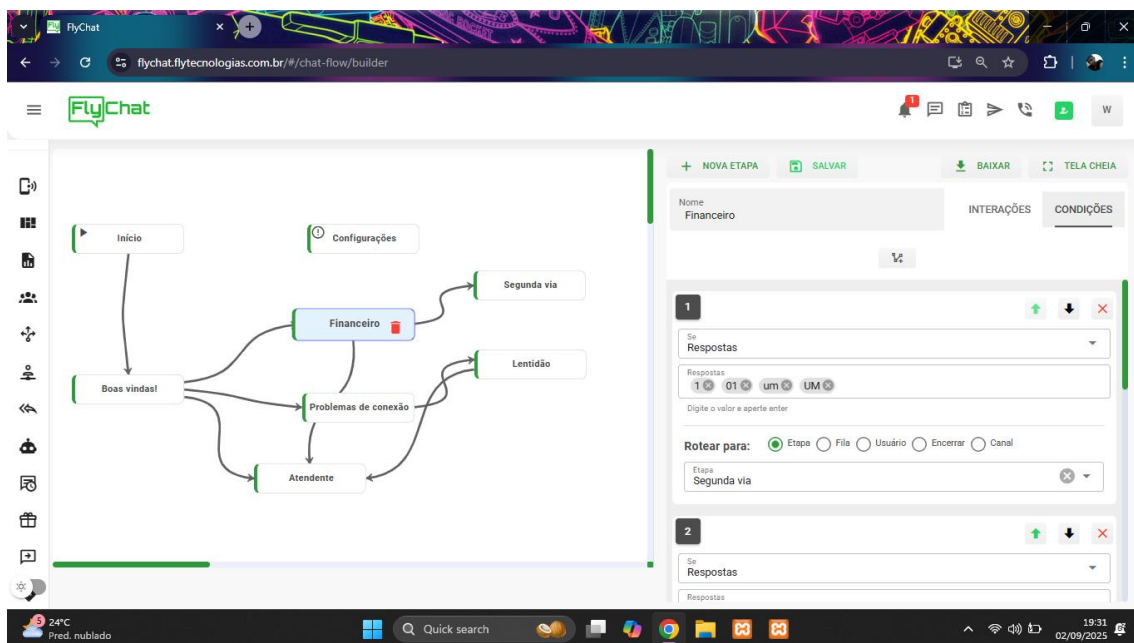 FlyChat
flychat.flytecnologias.com.br/#/chat-flow/builder
FlyChat
1
W
+ NOVA ETAPA
SALVAR
BAIXAR
TELA CHEIA
Nome
Financeiro
INTERAÇÕES
CONDIÇÕES
Início
Configurações
Segunda via
Financeiro
Lentidão
Boas vindas!
Problemas de conexão
Atendente
1
Se
Respostas
Respostas
1 01 um UM
Digite o valor e aperte enter
Rotear para: Etapa Fila Usuário Encerrar Canal
Etapa
Segunda via
2
Se
Respostas
Respostas
5
24°C
Pred. nublado
Quick search
19:31
02/09/2025